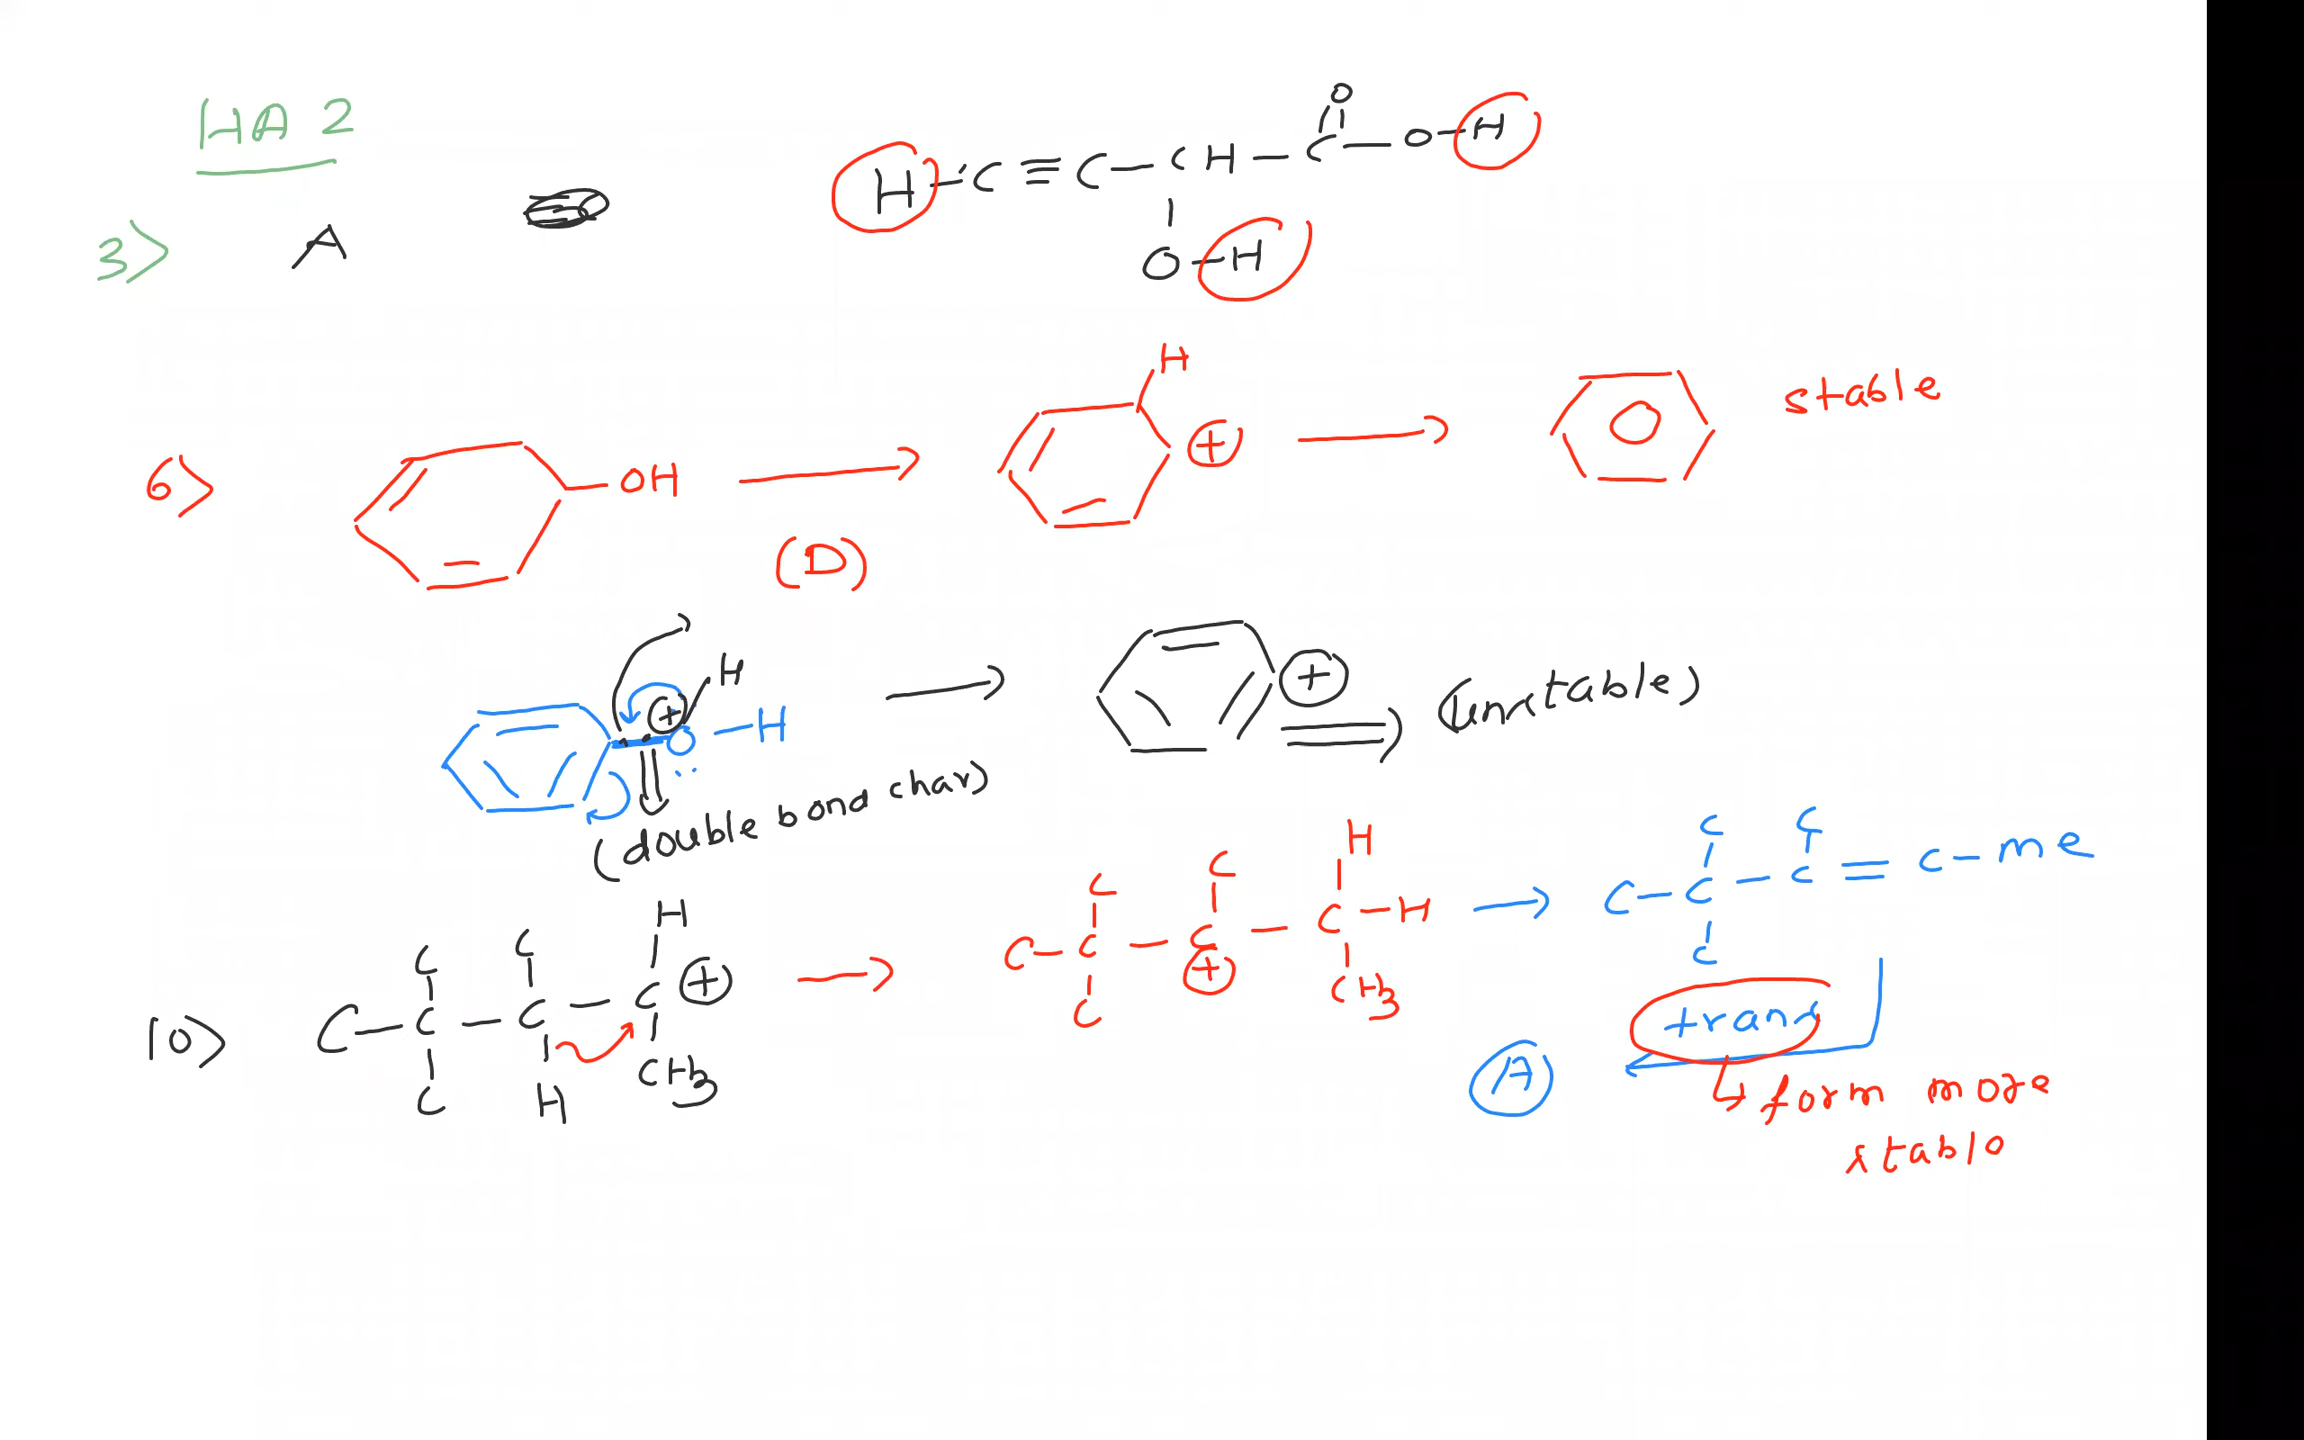 HA 2
3> A
H - C ≡ C - CH - C - O - H
O
O - H
6> OH → H ⊕ → stable
(D)
⊕ H
O - H → ⊕ (unstable)
(double bond char)
10> C - C - C - C ⊕ → C - C - C - C - H → C - C - C = C - me
C C H
C H CH3
C C H
⊕
C CH3
C C
C
trans
A
↳ form more
stable